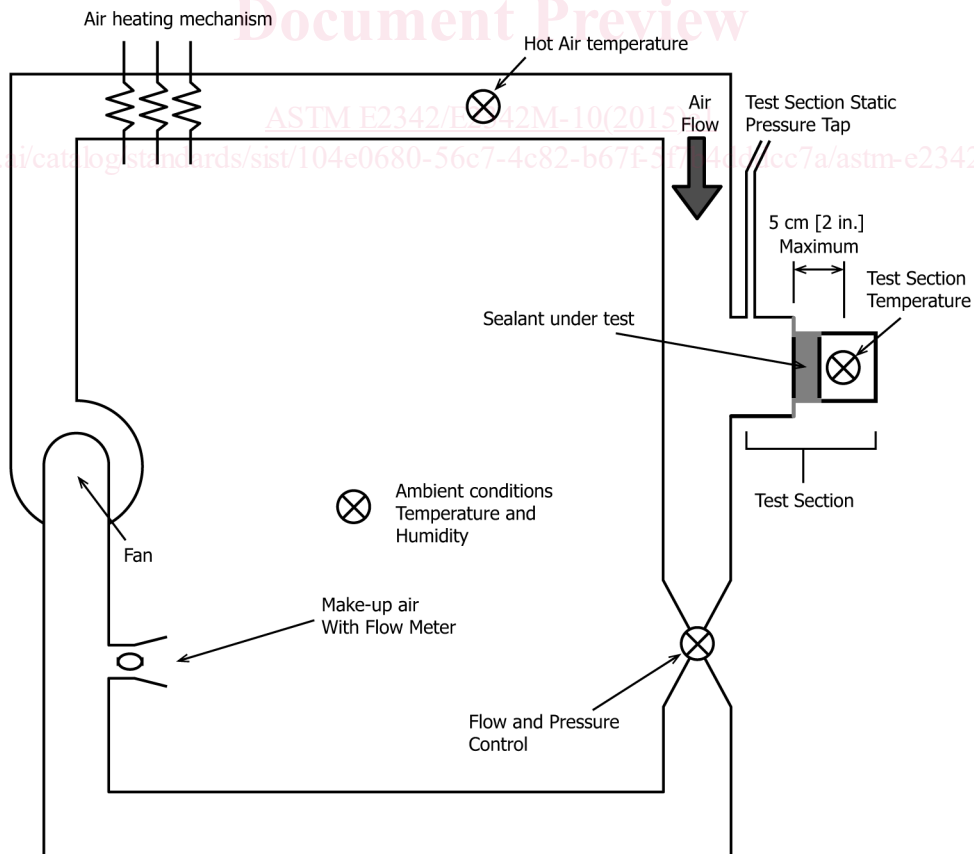 Document Preview
Air heating mechanism
Hot Air temperature
ASTM E2342/E2342M-10(2015)
Air
Flow
Test Section Static
Pressure Tap
5 cm [2 in.]
Maximum
Test Section
Temperature
Sealant under test
Test Section
Ambient conditions
Temperature and
Humidity
Fan
Make-up air
With Flow Meter
Flow and Pressure
Control